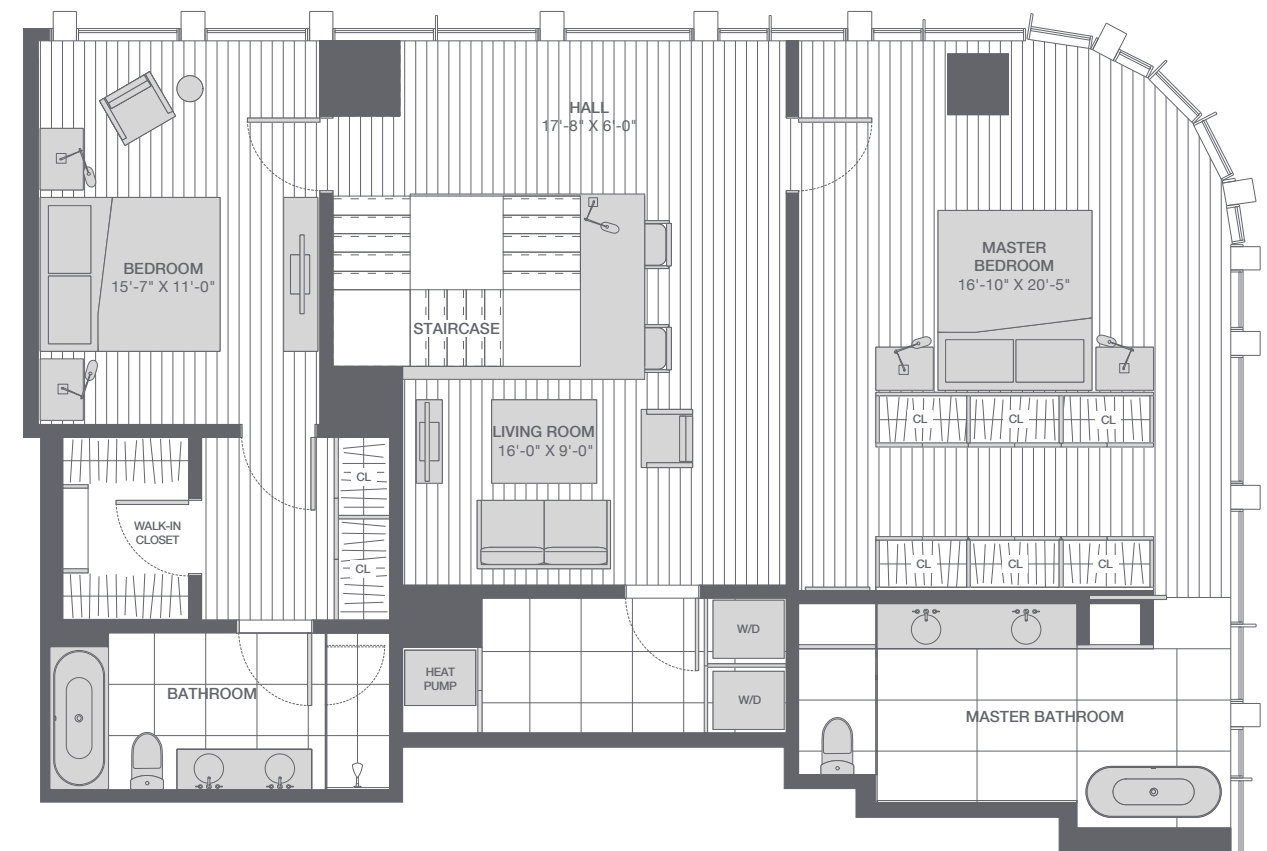 HALL
17'-8" X 6'-0"
BEDROOM
15'-7" X 11'-0"
MASTER
BEDROOM
16'-10" X 20'-5"
STAIRCASE
LIVING ROOM
16'-0" X 9'-0"
CL
CL
CL
CL
WALK-IN
CLOSET
CL
CL
CL
CL
W/D
HEAT
PUMP
W/D
BATHROOM
MASTER BATHROOM